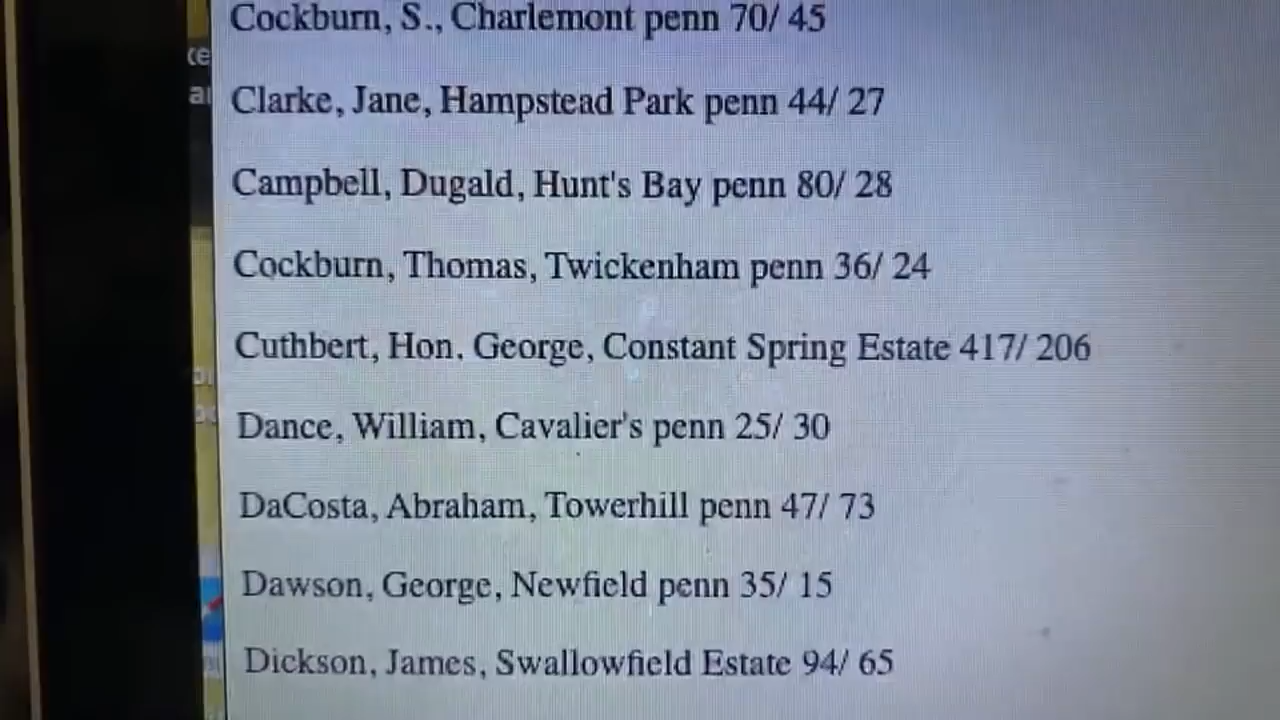 Cockburn, S., Charlemont penn 70/ 45
Clarke, Jane, Hampstead Park penn 44/ 27
Campbell, Dugald, Hunt's Bay penn 80/ 28
Cockburn, Thomas, Twickenham penn 36/ 24
Cuthbert, Hon. George, Constant Spring Estate 417/ 206
Dance, William, Cavalier's penn 25/ 30
DaCosta, Abraham, Towerhill penn 47/ 73
Dawson, George, Newfield penn 35/ 15
Dickson, James, Swallowfield Estate 94/ 65